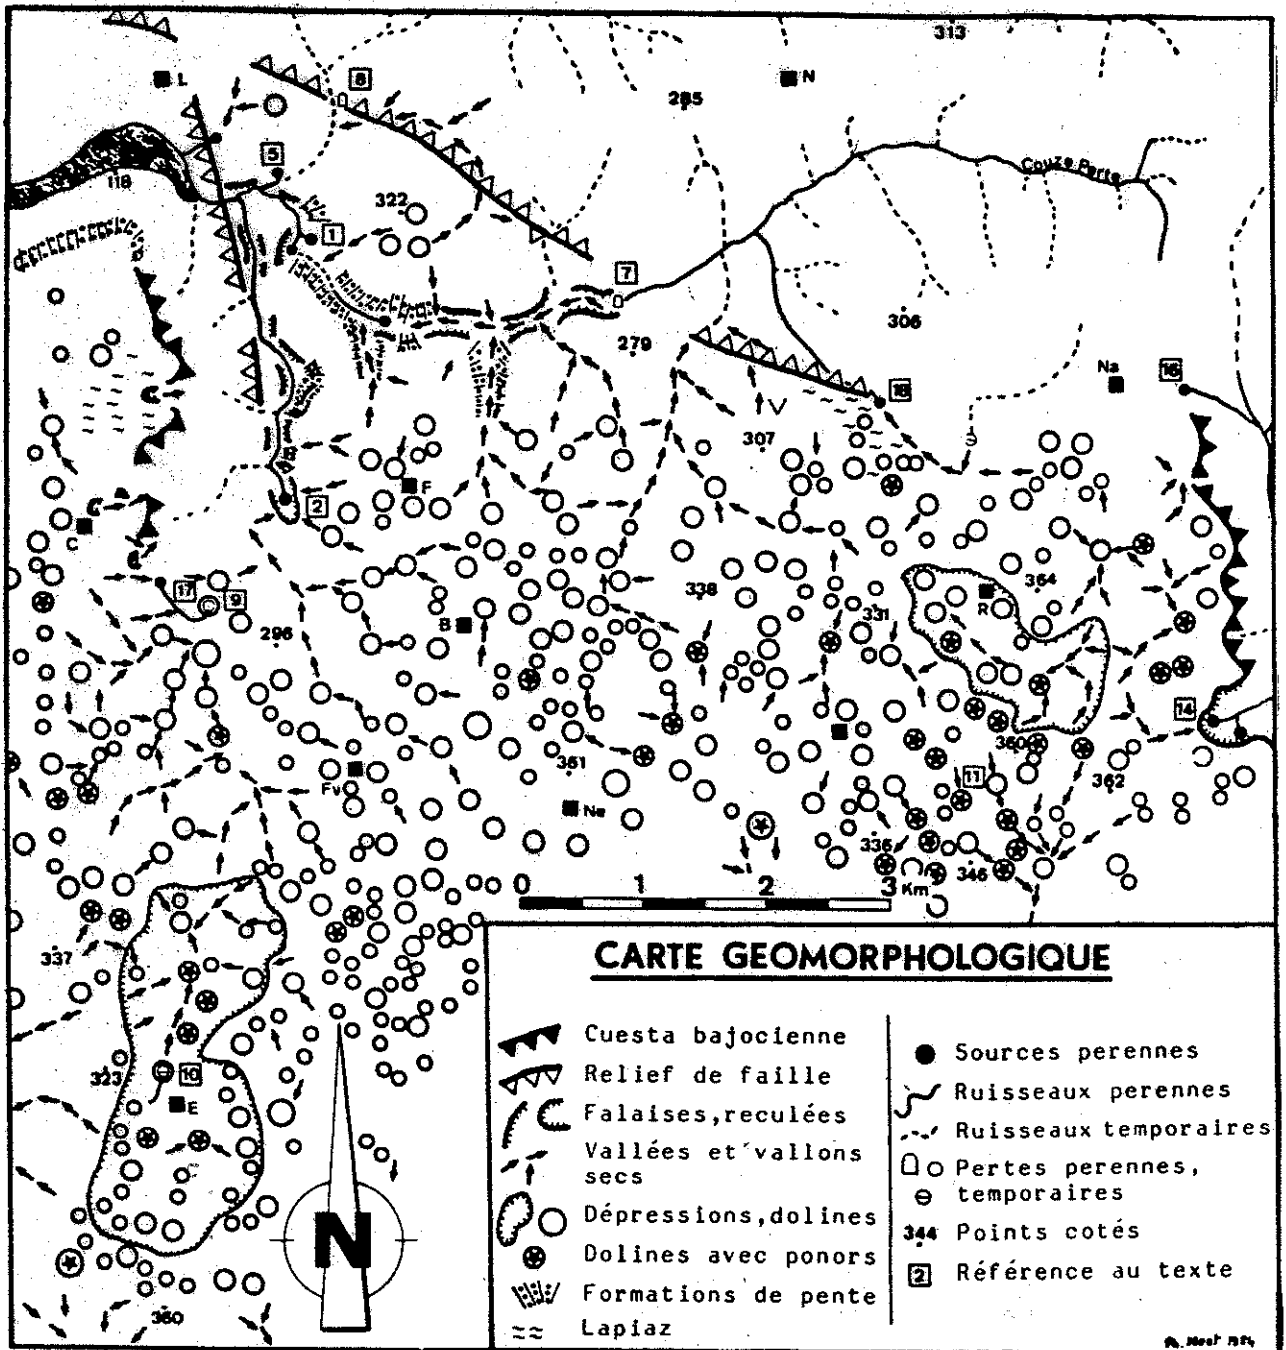 313
L
8
N
285
5
Couze Perte
118
322
1
7
306
279
Na
16
18
307
F
2
C
17
9
338
364
R
331
B
296
14
360
361
11
362
Fv
Ne
336
346
0 1 2 3 Km
337
323
10
E
N
360
CARTE GEOMORPHOLOGIQUE
Cuesta bajocienne
Relief de faille
Falaises,reculées
Vallées et vallons
secs
Dépressions,dolines
Dolines avec ponors
Formations de pente
Lapiaz
Sources perennes
Ruisseaux perennes
Ruisseaux temporaires
Pertes perennes,
temporaires
344 Points cotés
2 Référence au texte